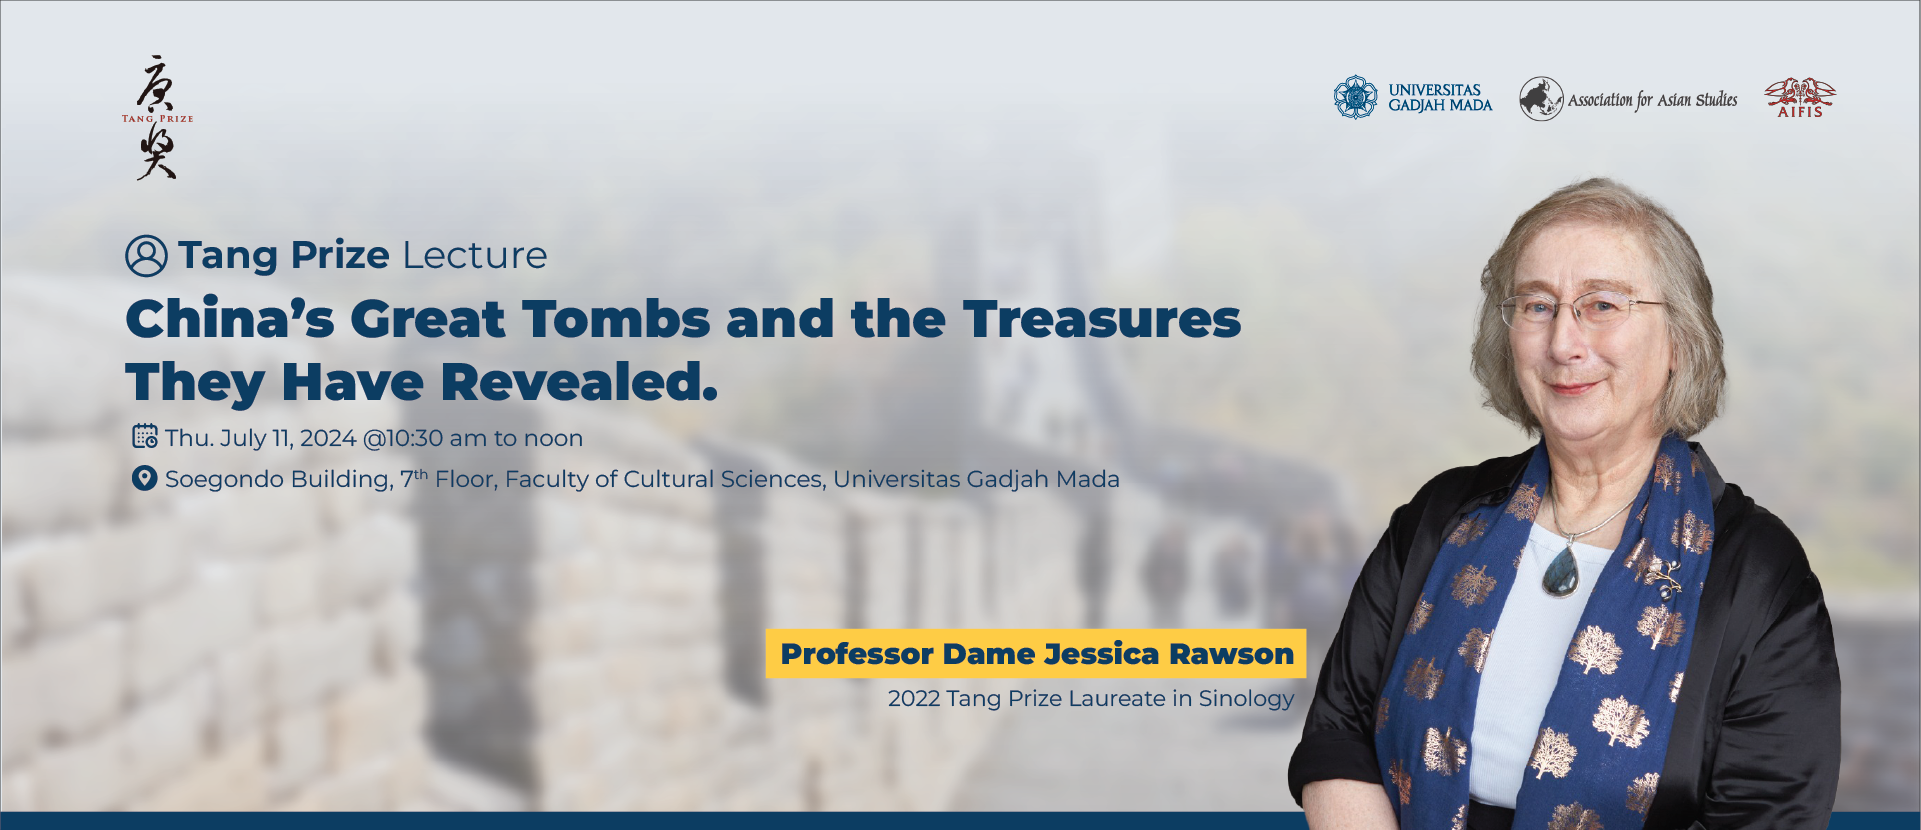 唐
TANG PRIZE
奖
UNIVERSITAS
GADJAH MADA
Association for Asian Studies
AIFIS
Tang Prize Lecture
China’s Great Tombs and the Treasures
They Have Revealed.
Thu. July 11, 2024 @10:30 am to noon
Soegondo Building, 7th Floor, Faculty of Cultural Sciences, Universitas Gadjah Mada
Professor Dame Jessica Rawson
2022 Tang Prize Laureate in Sinology